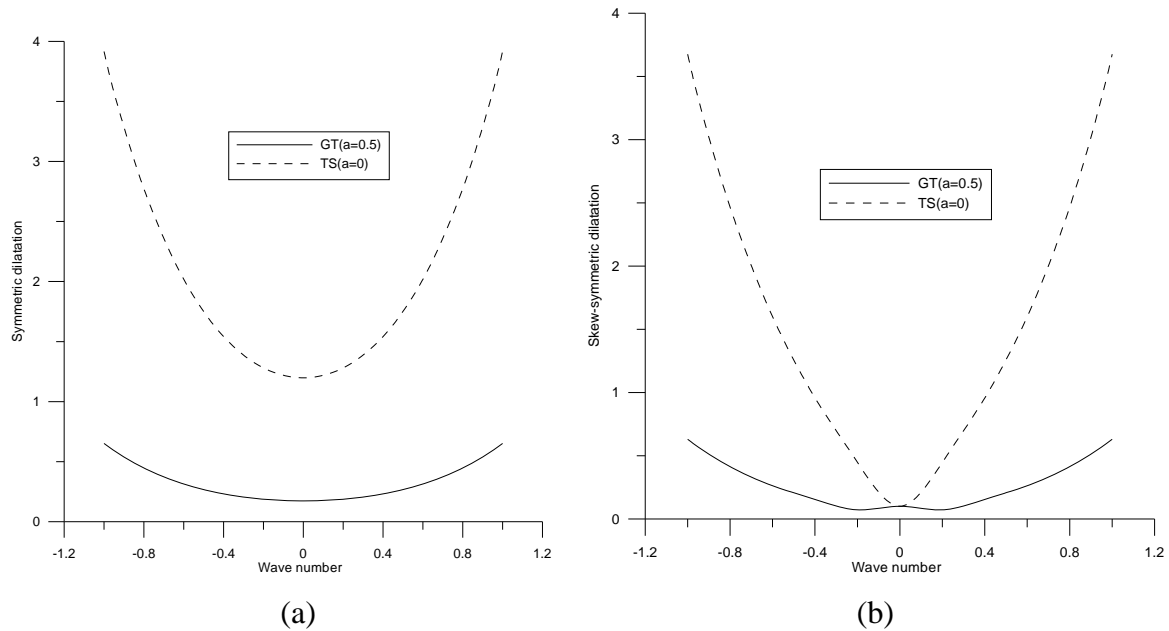 4
3
2
1
0
Symmetric dilatation
GT(a=0.5)
TS(a=0)
-1.2 -0.8 -0.4 0 0.4 0.8 1.2
Wave number
(a)
4
3
2
1
0
Skew-symmetric dilatation
GT(a=0.5)
TS(a=0)
-1.2 -0.8 -0.4 0 0.4 0.8 1.2
Wave number
(b)